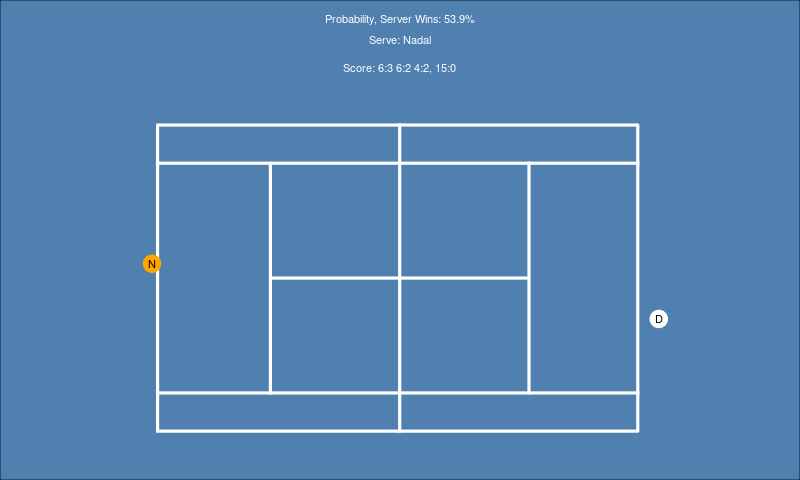 Probability, Server Wins: 53.9%
Serve: Nadal
Score: 6:3 6:2 4:2, 15:0
N
D